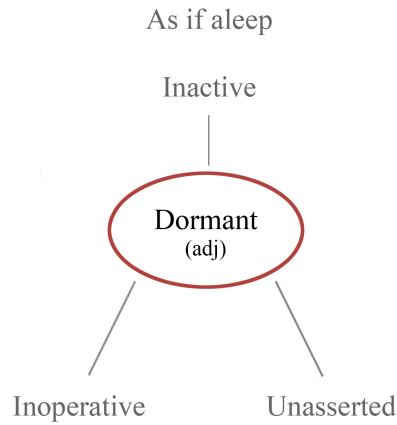 As if aleep
Inactive
Dormant
(adj)
Inoperative
Unasserted